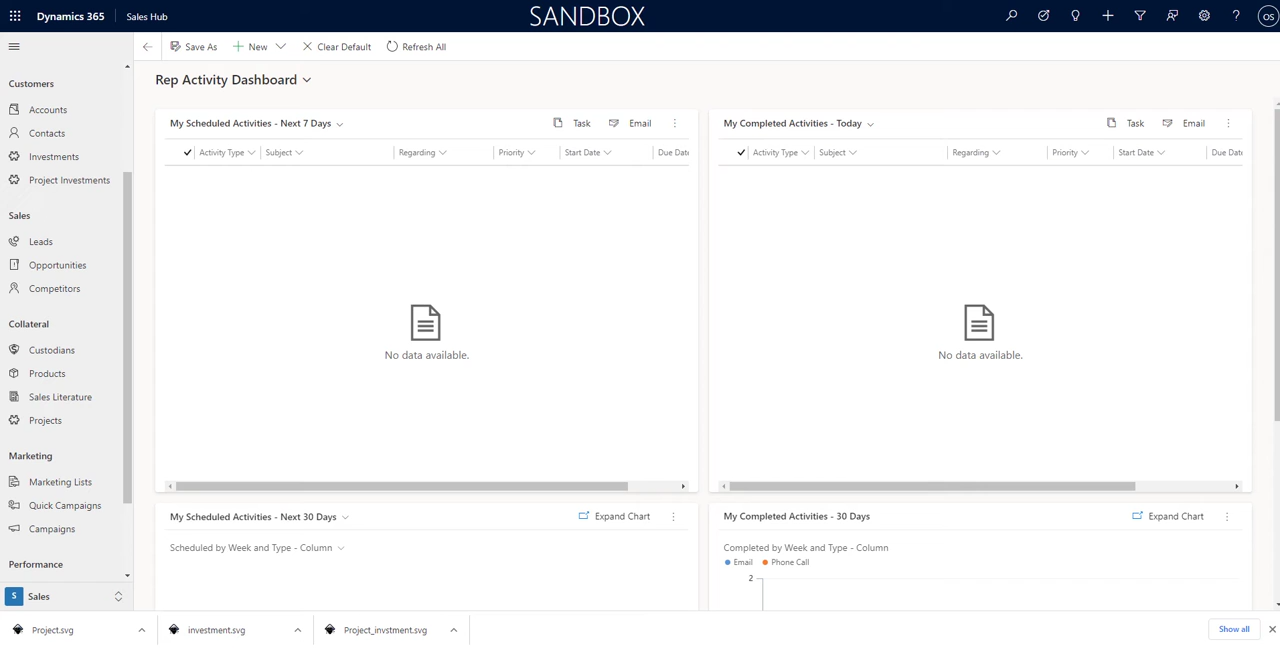 Dynamics 365 Sales Hub SANDBOX ? OS
Save As New Clear Default Refresh All
Rep Activity Dashboard
Customers
Accounts
Contacts
Investments
Project Investments
Sales
Leads
Opportunities
Competitors
Collateral
Custodians
Products
Sales Literature
Projects
Marketing
Marketing Lists
Quick Campaigns
Campaigns
Performance
S Sales
My Scheduled Activities - Next 7 Days Task Email
Activity Type Subject Regarding Priority Start Date Due Date
No data available.
My Completed Activities - Today Task Email
Activity Type Subject Regarding Priority Start Date Due Date
No data available.
My Scheduled Activities - Next 30 Days Expand Chart
Scheduled by Week and Type - Column
My Completed Activities - 30 Days Expand Chart
Completed by Week and Type - Column
Email Phone Call
2
Project.svg investment.svg Project_invstment.svg Show all